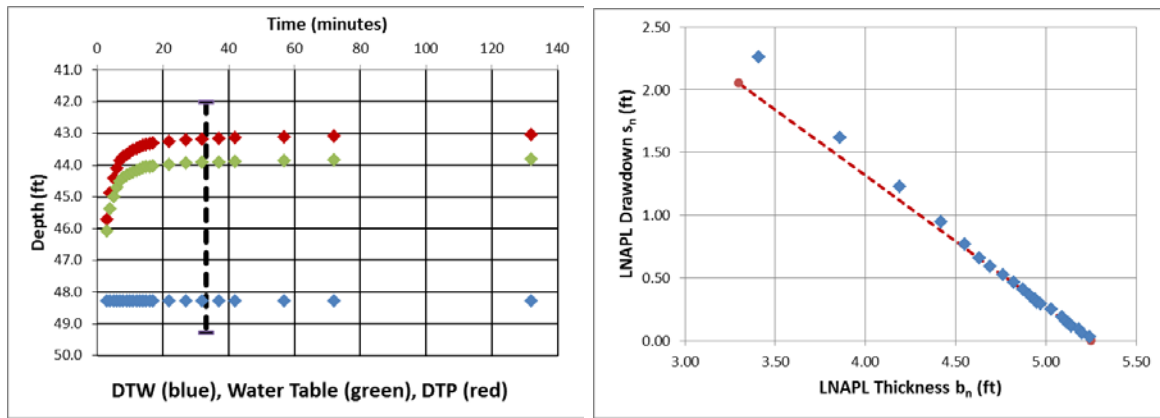 Time (minutes)
0 20 40 60 80 100 120 140
41.0
42.0
43.0
44.0
45.0
46.0
47.0
48.0
49.0
50.0
Depth (ft)
DTW (blue), Water Table (green), DTP (red)
2.50
2.00
1.50
1.00
0.50
0.00
LNAPL Drawdown sn (ft)
3.00 3.50 4.00 4.50 5.00 5.50
LNAPL Thickness bn (ft)